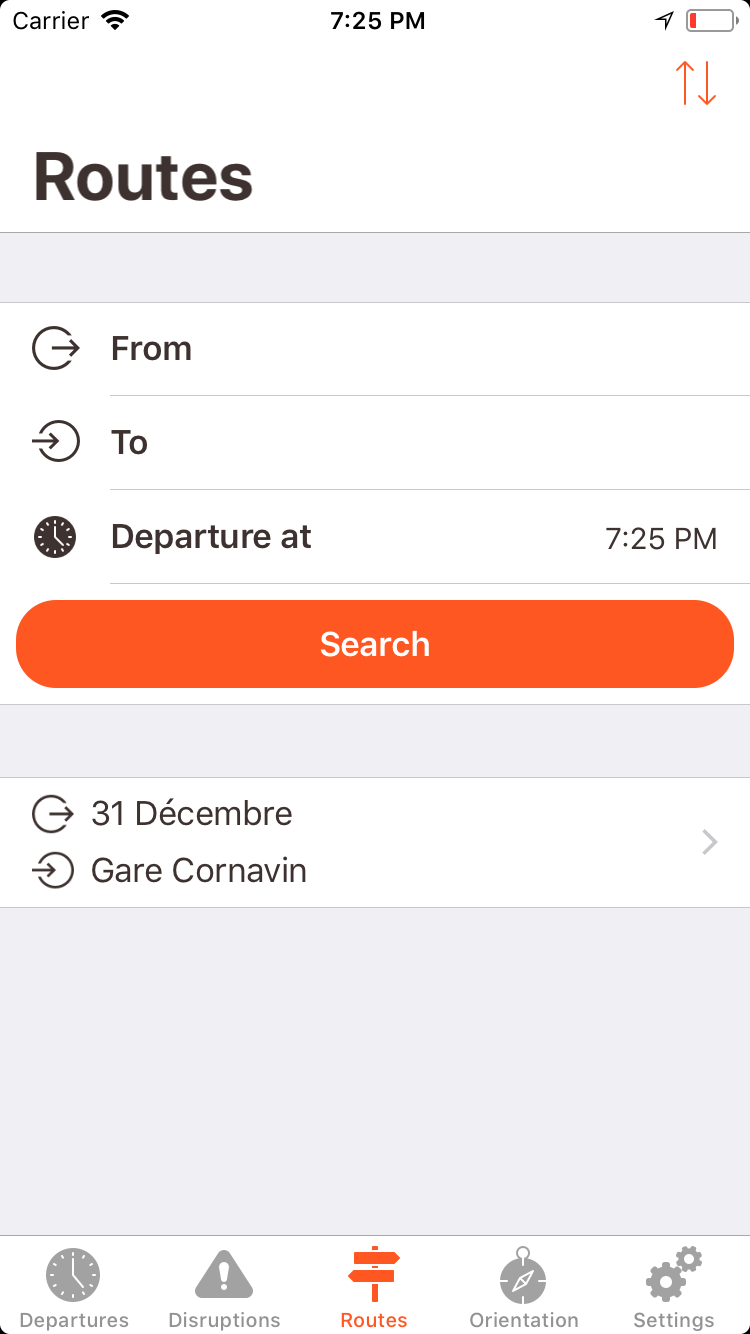 Carrier 7:25 PM
Routes
From
To
Departure at 7:25 PM
Search
31 Décembre
Gare Cornavin
Departures Disruptions Routes Orientation Settings